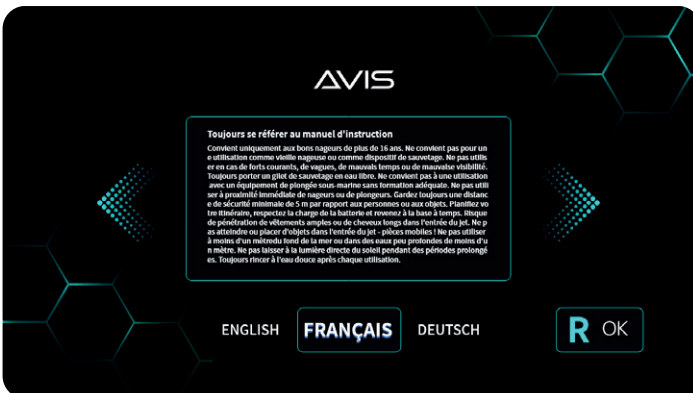 AVIS
Toujours se référer au manuel d'instruction
Convient uniquement aux bons nageurs de plus de 16 ans. Ne convient pas pour un
e utilisation comme vieille nageuse ou comme dispositif de sauvetage. Ne pas utilis
er en cas de forts courants, de vagues, de mauvais temps ou de mauvaise visibilité.
Toujours porter un gilet de sauvetage en eau libre. Ne convient pas à une utilisation
avec un équipement de plongée sous-marine sans formation adéquate. Ne pas utili
ser à proximité immédiate de nageurs ou de plongeurs. Gardez toujours une distanc
e de sécurité minimale de 5 m par rapport aux personnes ou aux objets. Planifiez vo
tre itinéraire, respectez la charge de la batterie et revenez à la base à temps. Risque
de pénétration de vêtements amples ou de cheveux longs dans l'entrée du jet. Ne p
as atteindre ou placer d'objets dans l'entrée du jet - pièces mobiles ! Ne pas utiliser
à moins d'un mètredu fond de la mer ou dans des eaux peu profondes de moins d'u
n mètre. Ne pas laisser à la lumière directe du soleil pendant des périodes prolongé
es. Toujours rincer à l'eau douce après chaque utilisation.
ENGLISH FRANÇAIS DEUTSCH R OK